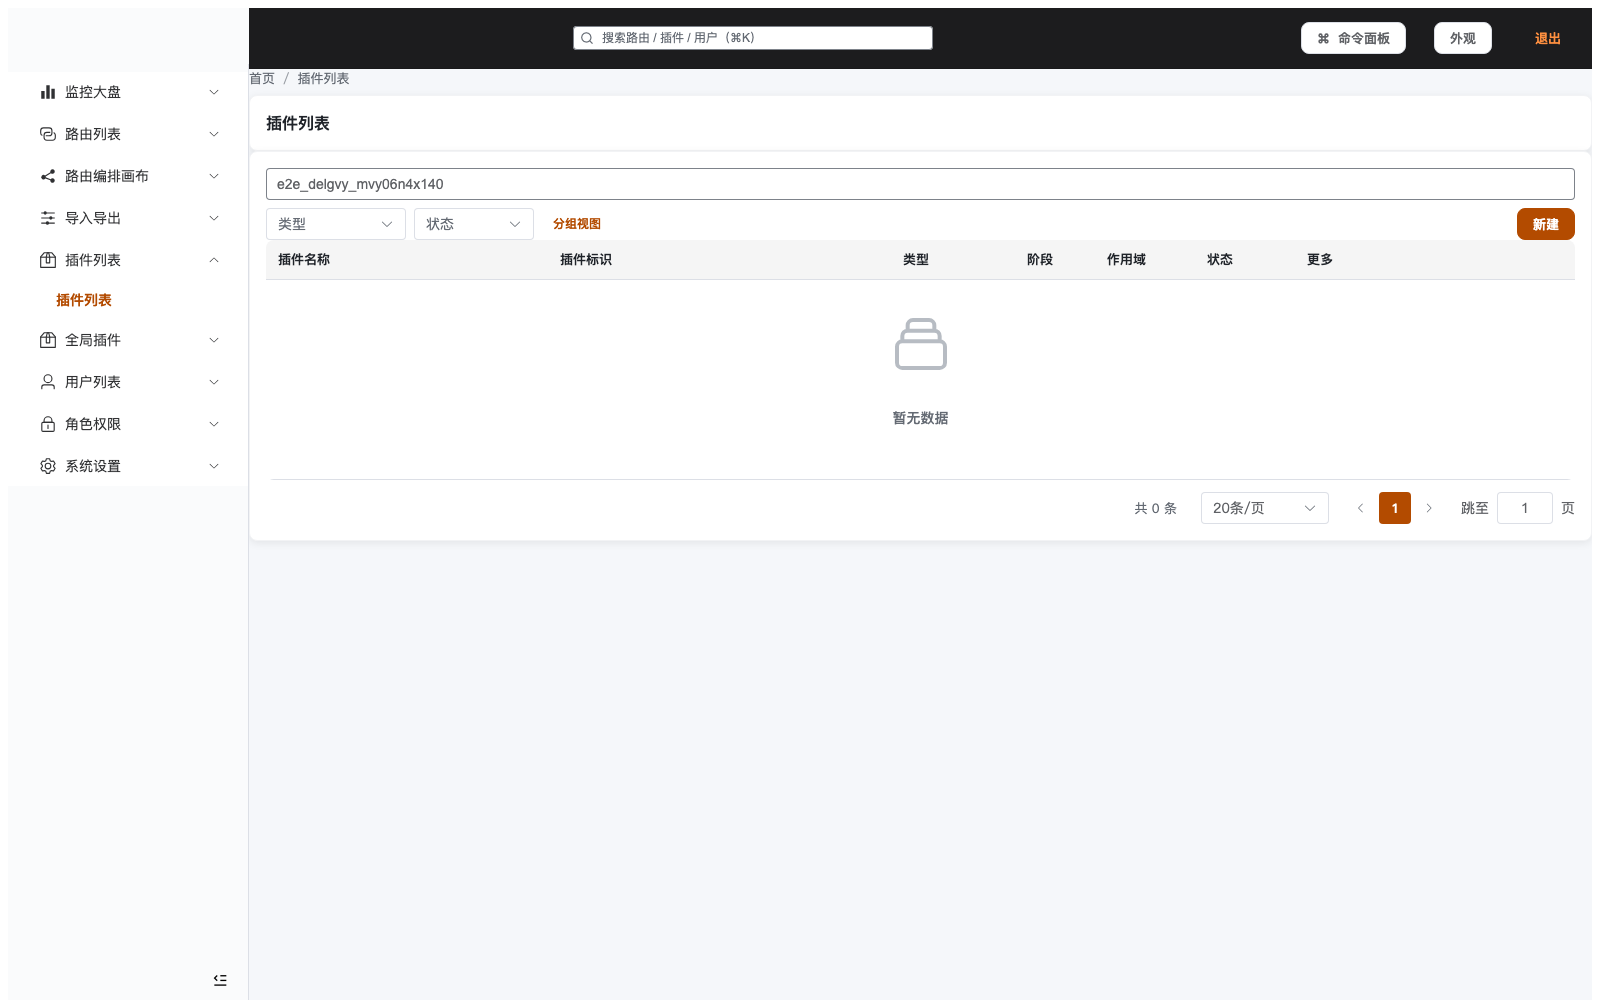 搜索路由 / 插件 / 用户（⌘K）
⌘ 命令面板
外观
退出
监控大盘
路由列表
路由编排画布
导入导出
插件列表
插件列表
全局插件
用户列表
角色权限
系统设置
首页 / 插件列表
插件列表
e2e_delgvy_mvy06n4x140
类型
状态
分组视图
新建
插件名称 插件标识 类型 阶段 作用域 状态 更多
暂无数据
共 0 条 20条/页 1 跳至 1 页